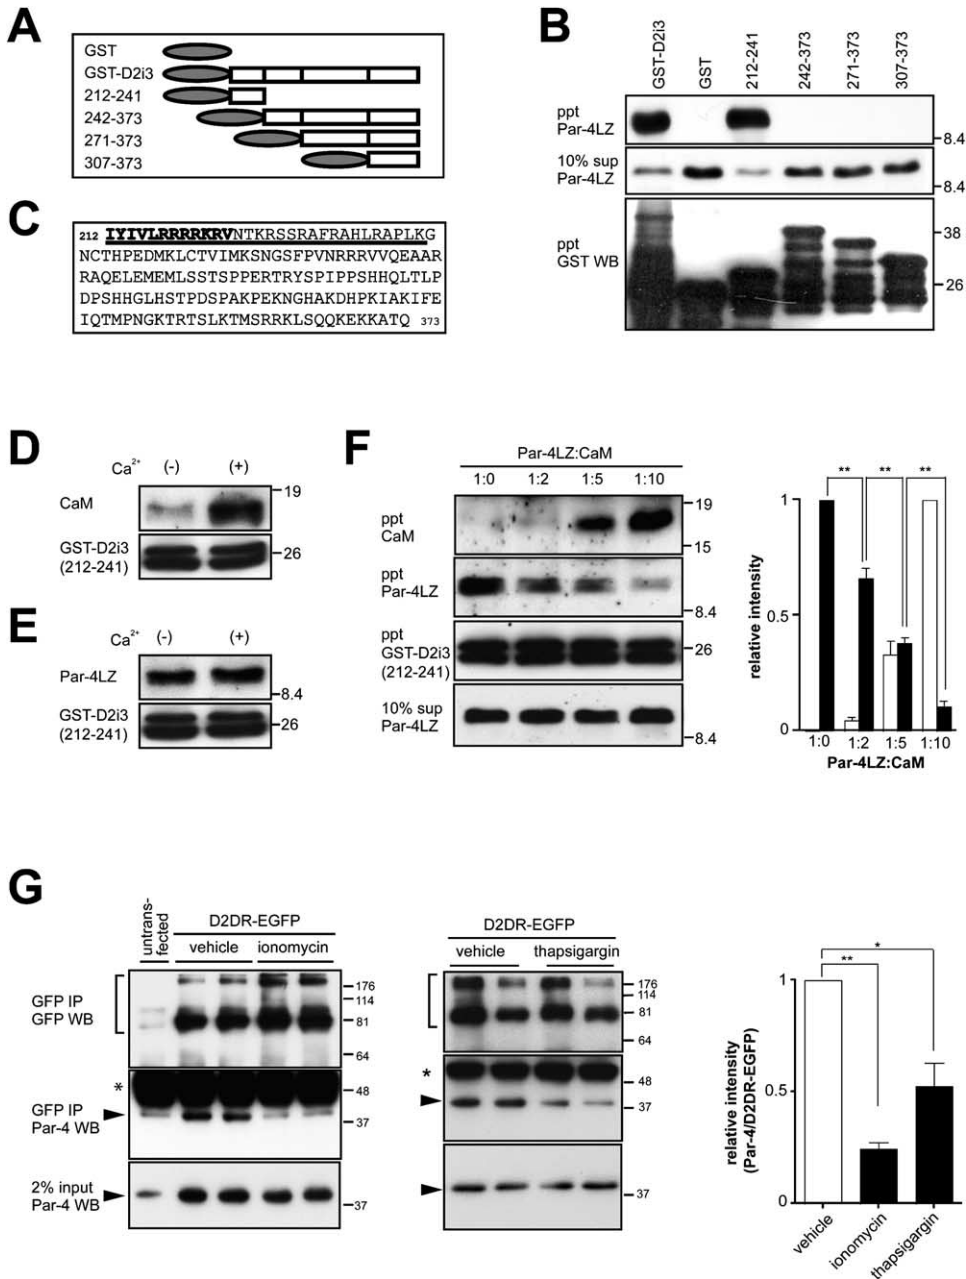 A
GST
GST-D2i3
212-241
242-373
271-373
307-373
B
GST-D2i3
GST
212-241
242-373
271-373
307-373
ppt
Par-4LZ
8.4
10% sup
Par-4LZ
8.4
ppt
GST WB
38
26
C
212 IYIVLRRRRKRVNTKRSSRAFRAHLRAPLKG
NCTHPEDMKLCTVIMKSNGSFPVNRRRVVQEAAR
RAQELEMEMLSSTSPPERTRYSPIPPSHHQLTLP
DPSHHGLHSTPDSPAKPEKNGHAKDHPKIAKIFE
IQTMPNGKTRTSLKTMSRRKLSQQKEKKATQ 373
D
Ca²⁺ (-) (+)
CaM
19
GST-D2i3
(212-241)
26
E
Ca²⁺ (-) (+)
Par-4LZ
8.4
GST-D2i3
(212-241)
26
F
Par-4LZ:CaM
1:0 1:2 1:5 1:10
ppt
CaM
19
15
ppt
Par-4LZ
8.4
ppt
GST-D2i3
(212-241)
26
10% sup
Par-4LZ
8.4
** ** **
relative intensity
1
0.5
0
1:0 1:2 1:5 1:10
Par-4LZ:CaM
G
untrans-
fected
D2DR-EGFP
vehicle ionomycin
GFP IP
GFP WB
176
114
81
64
*
48
GFP IP
Par-4 WB
37
2% input
Par-4 WB
37
D2DR-EGFP
vehicle thapsigargin
176
114
81
64
*
48
37
37
*
**
relative intensity
(Par-4/D2DR-EGFP)
1
0.5
0
vehicle
ionomycin
thapsigargin